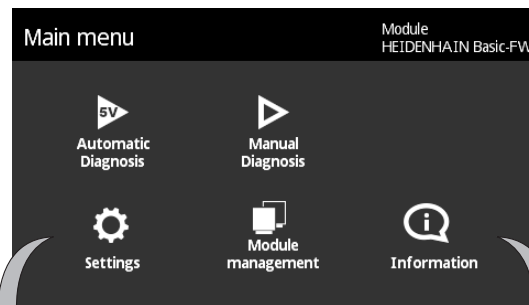 Main menu
Module
HEIDENHAIN Basic-FW
5V
Automatic
Diagnosis
Manual
Diagnosis
Settings
Module
management
Information